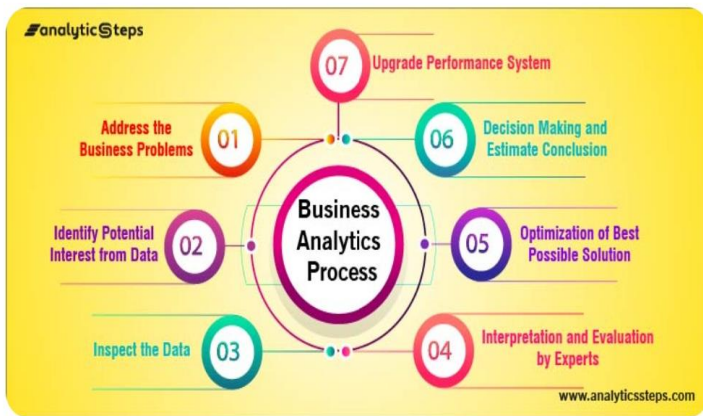 analyticSteps
07
Upgrade Performance System
01
Address the
Business Problems
06
Decision Making and
Estimate Conclusion
02
Identify Potential
Interest from Data
Business
Analytics
Process
05
Optimization of Best
Possible Solution
03
Inspect the Data
04
Interpretation and Evaluation
by Experts
www.analyticssteps.com